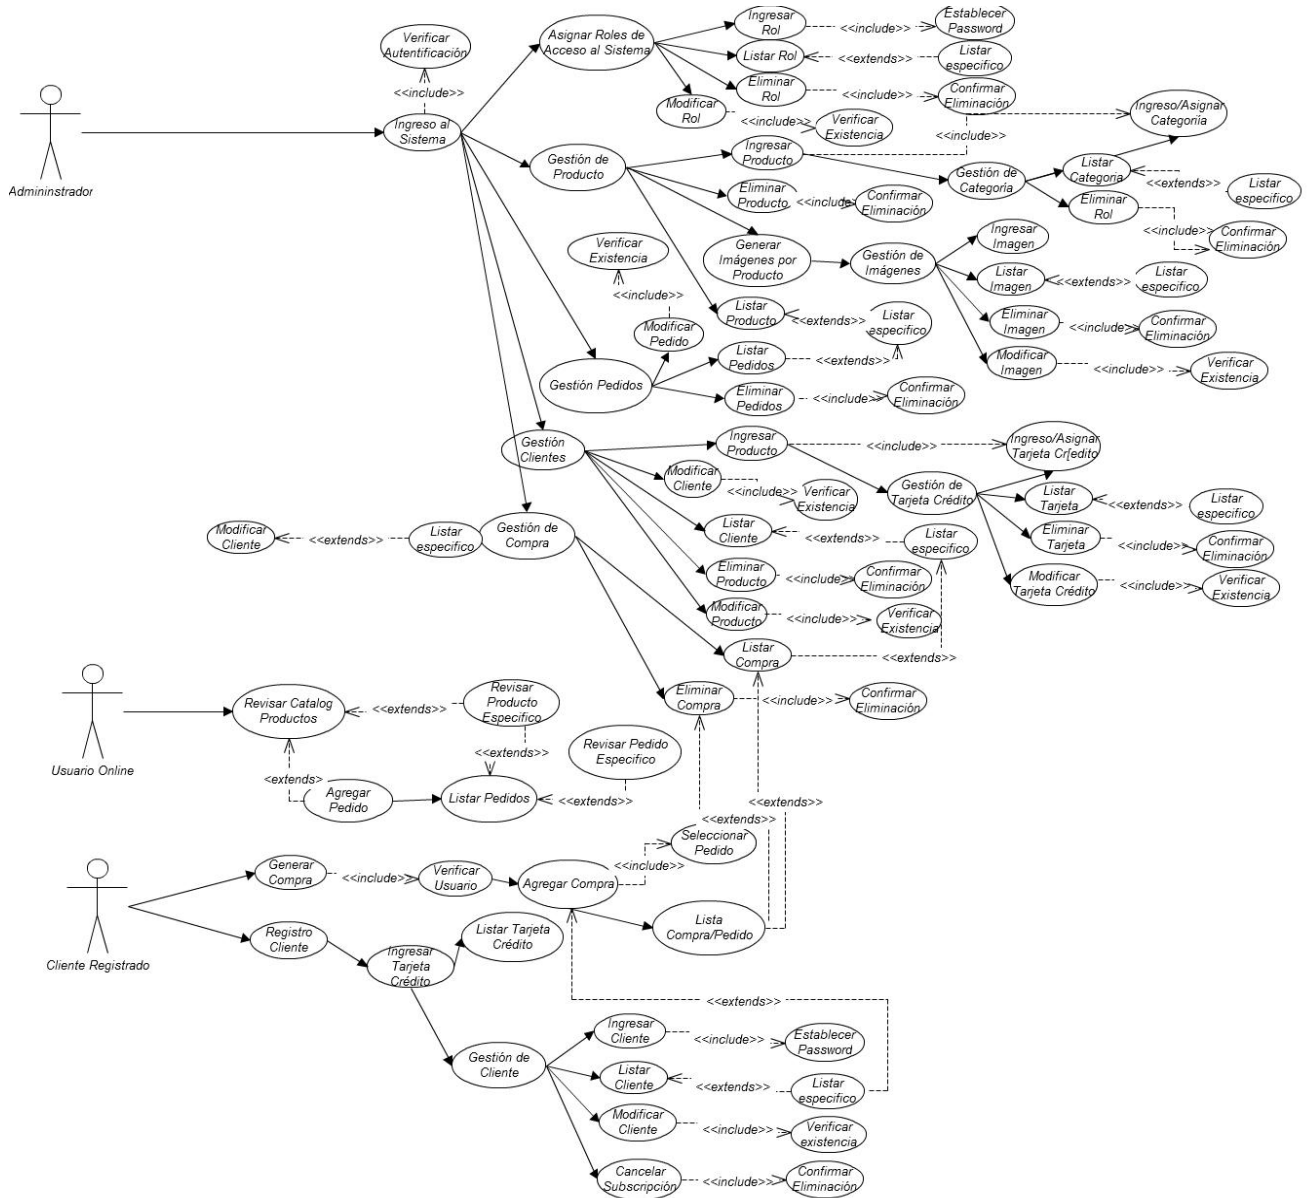 Verificar
Autentificación
<<include>>
Ingreso al
Sistema
Admininstrador
Asignar Roles de
Acceso al Sistema
Ingresar
Rol
<<include>>
Establecer
Password
Listar Rol
<<extends>>
Listar
especifico
Eliminar
Rol
<<include>>
Confirmar
Eliminación
Modificar
Rol
<<include>>
Verificar
Existencia
<<include>>
Ingreso/Asignar
Categoría
Gestión de
Producto
Ingresar
Producto
Gestión de
Categoría
Listar
Categoria
<<extends>>
Listar
especifico
Eliminar
Rol
<<include>>
Confirmar
Eliminación
Eliminar
Producto
<<include>>
Confirmar
Eliminación
Generar
Imágenes por
Producto
Gestión de
Imágenes
Ingresar
Imagen
Listar
Imagen
<<extends>>
Listar
especifico
Eliminar
Imagen
<<include>>
Confirmar
Eliminación
Modificar
Imagen
<<include>>
Verificar
Existencia
Listar
Producto
<<extends>>
Listar
especifico
Verificar
Existencia
<<include>>
Modificar
Pedido
Gestión Pedidos
Listar
Pedidos
<<extends>>
Eliminar
Pedidos
<<include>>
Confirmar
Eliminación
Gestión
Clientes
Ingresar
Producto
<<include>>
Ingreso/Asignar
Tarjeta Cr[edito
Modificar
Cliente
<<include>>
Verificar
Existencia
Gestión de
Tarjeta Crédito
Listar
Tarjeta
<<extends>>
Listar
especifico
Eliminar
Tarjeta
<<include>>
Confirmar
Eliminación
Modificar
Tarjeta Crédito
<<include>>
Verificar
Existencia
Listar
Cliente
<<extends>>
Listar
especifico
Eliminar
Producto
<<include>>
Confirmar
Eliminación
Modificar
Producto
<<include>>
Verificar
Existencia
Modificar
Cliente
<<extends>>
Listar
especifico
Gestión de
Compra
Listar
Compra
<<extends>>
Eliminar
Compra
<<include>>
Confirmar
Eliminación
Usuario Online
Revisar Catalog
Productos
<<extends>>
Revisar
Producto
Especifico
<extends>
<<extends>>
Agregar
Pedido
Listar Pedidos
<<extends>>
Revisar Pedido
Especifico
<<extends>>
<<extends>>
Seleccionar
Pedido
<<include>>
Cliente Registrado
Generar
Compra
<<include>>
Verificar
Usuario
Agregar Compra
Lista
Compra/Pedido
Registro
Cliente
Ingresar
Tarjeta
Crédito
Listar Tarjeta
Crédito
<<extends>>
Gestión de
Cliente
Ingresar
Cliente
<<include>>
Establecer
Password
Listar
Cliente
<<extends>>
Listar
especifico
Modificar
Cliente
<<include>>
Verificar
existencia
Cancelar
Subscripción
<<include>>
Confirmar
Eliminación